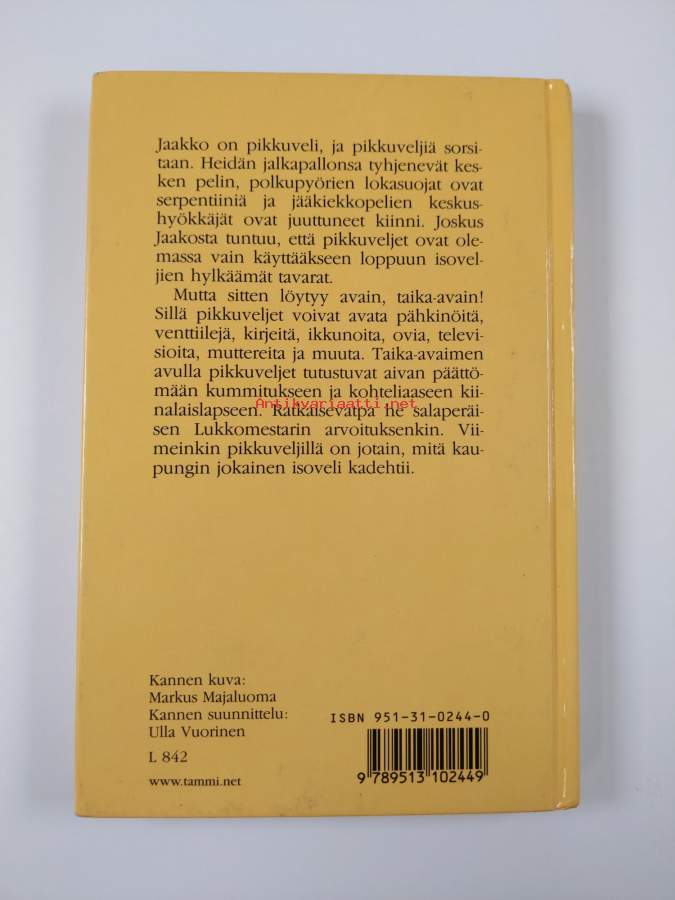 Jaakko on pikkuveli, ja pikkuveljiä sorsi-
taan. Heidän jalkapallonsa tyhjenevät kes-
ken pelin, polkupyörien lokasuojat ovat
serpentiiniä ja jääkiekkopelien keskus-
hyökkäjät ovat juuttuneet kiinni. Joskus
Jaakosta tuntuu, että pikkuveljet ovat ole-
massa vain käyttääkseen loppuun isovel-
jien hylkäämät tavarat.
Mutta sitten löytyy avain, taika-avain!
Sillä pikkuveljet voivat avata pähkinöitä,
venttiilejä, kirjeitä, ikkunoita, ovia, televi-
sioita, muttereita ja muuta. Taika-avaimen
avulla pikkuveljet tutustuvat aivan päättö-
mään kummitukseen ja kohteliaaseen kii-
nalaislapseen. Ratkaisevatpa he salaperäi-
Antikvariaatti.net
sen Lukkomestarin arvoituksenkin. Vii-
meinkin pikkuveljillä on jotain, mitä kau-
pungin jokainen isoveli kadehtii.
Kannen kuva:
Markus Majaluoma
Kannen suunnittelu:
Ulla Vuorinen
L 842
www.tammi.net
ISBN 951-31-0244-0
9 789513 102449